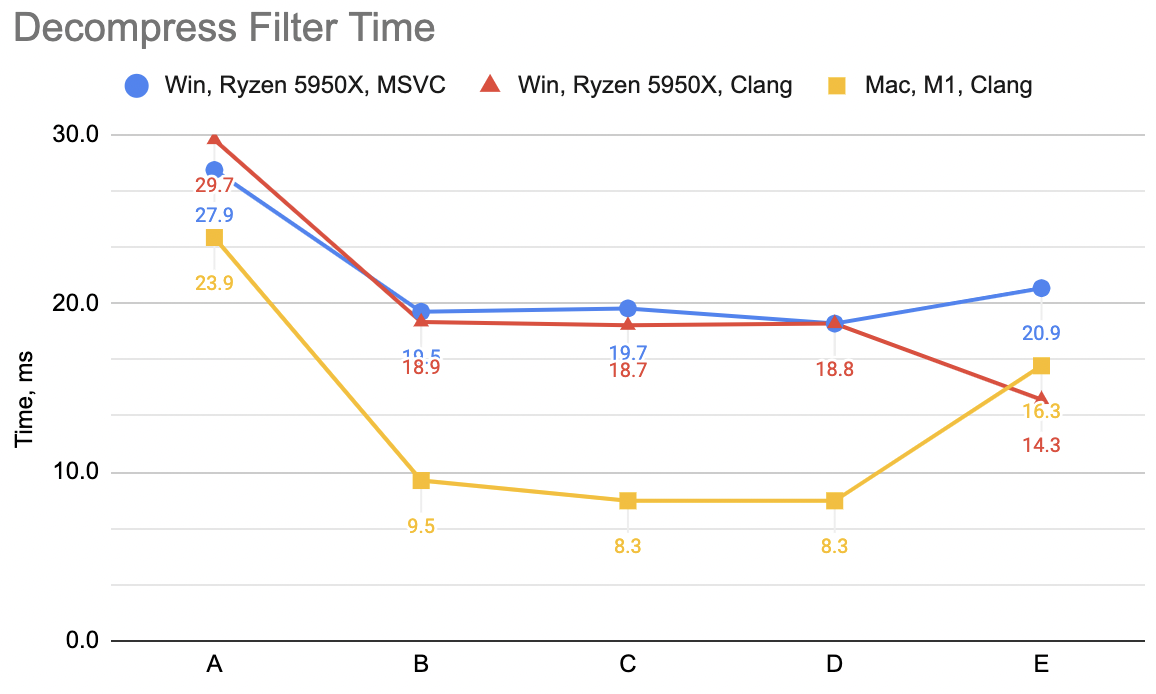 Decompress Filter Time
Win, Ryzen 5950X, MSVC
Win, Ryzen 5950X, Clang
Mac, M1, Clang
Time, ms
30.0
20.0
10.0
0.0
29.7
27.9
23.9
19.5
18.9
9.5
19.7
18.7
8.3
18.8
8.3
20.9
16.3
14.3
A
B
C
D
E